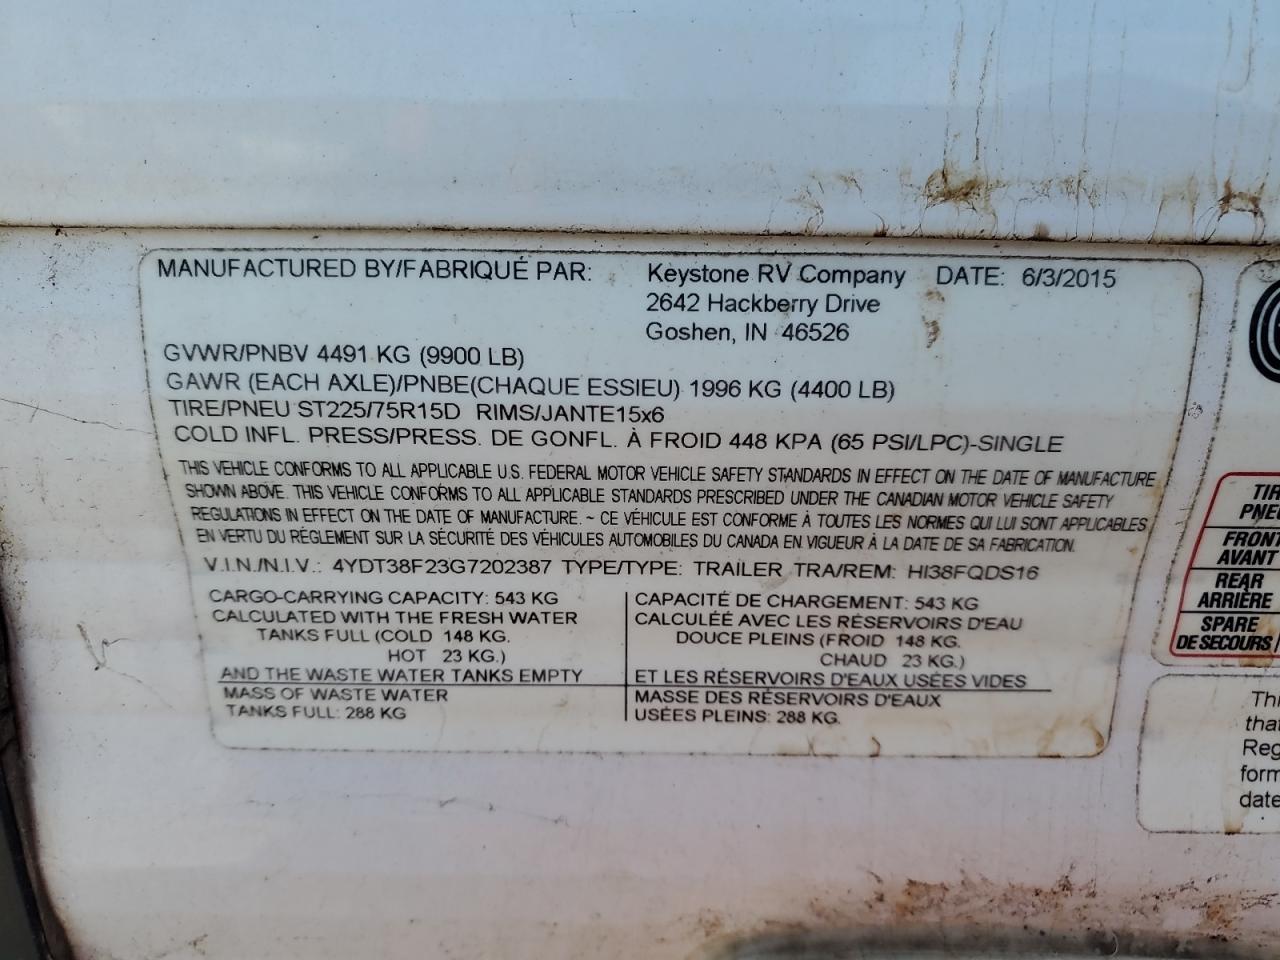 MANUFACTURED BY/FABRIQUÉ PAR: Keystone RV Company DATE: 6/3/2015
2642 Hackberry Drive
Goshen, IN 46526
GVWR/PNBV 4491 KG (9900 LB)
GAWR (EACH AXLE)/PNBE(CHAQUE ESSIEU) 1996 KG (4400 LB)
TIRE/PNEU ST225/75R15D RIMS/JANTE15x6
COLD INFL. PRESS/PRESS. DE GONFL. À FROID 448 KPA (65 PSI/LPC)-SINGLE
THIS VEHICLE CONFORMS TO ALL APPLICABLE U.S. FEDERAL MOTOR VEHICLE SAFETY STANDARDS IN EFFECT ON THE DATE OF MANUFACTURE
SHOWN ABOVE. THIS VEHICLE CONFORMS TO ALL APPLICABLE STANDARDS PRESCRIBED UNDER THE CANADIAN MOTOR VEHICLE SAFETY
REGULATIONS IN EFFECT ON THE DATE OF MANUFACTURE. ~ CE VÉHICULE EST CONFORME À TOUTES LES NORMES QUI LUI SONT APPLICABLES
EN VERTU DU RÉGLEMENT SUR LA SÉCURITÉ DES VÉHICULES AUTOMOBILES DU CANADA EN VIGUEUR À LA DATE DE SA FABRICATION.
V.I.N./N.I.V.: 4YDT38F23G7202387 TYPE/TYPE: TRAILER TRA/REM: HI38FQDS16
CARGO-CARRYING CAPACITY: 543 KG
CALCULATED WITH THE FRESH WATER
TANKS FULL (COLD 148 KG.
HOT 23 KG.)
AND THE WASTE WATER TANKS EMPTY
MASS OF WASTE WATER
TANKS FULL: 288 KG
CAPACITÉ DE CHARGEMENT: 543 KG
CALCULÉE AVEC LES RÉSERVOIRS D'EAU
DOUCE PLEINS (FROID 148 KG.
CHAUD 23 KG.)
ET LES RÉSERVOIRS D'EAUX USÉES VIDES
MASSE DES RÉSERVOIRS D'EAUX
USÉES PLEINS: 288 KG.
TIR
PNEU
FRONT
AVANT
REAR
ARRIÈRE
SPARE
DE SECOURS
Thi
that
Reg
form
date